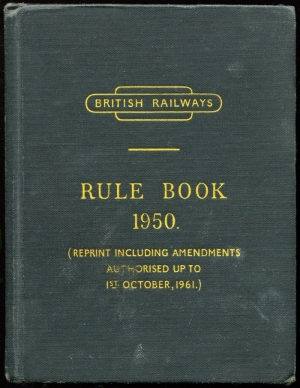 BRITISH RAILWAYS
RULE BOOK
1950.
(REPRINT INCLUDING AMENDMENTS
AUTHORISED UP TO
1ST OCTOBER, 1961.)